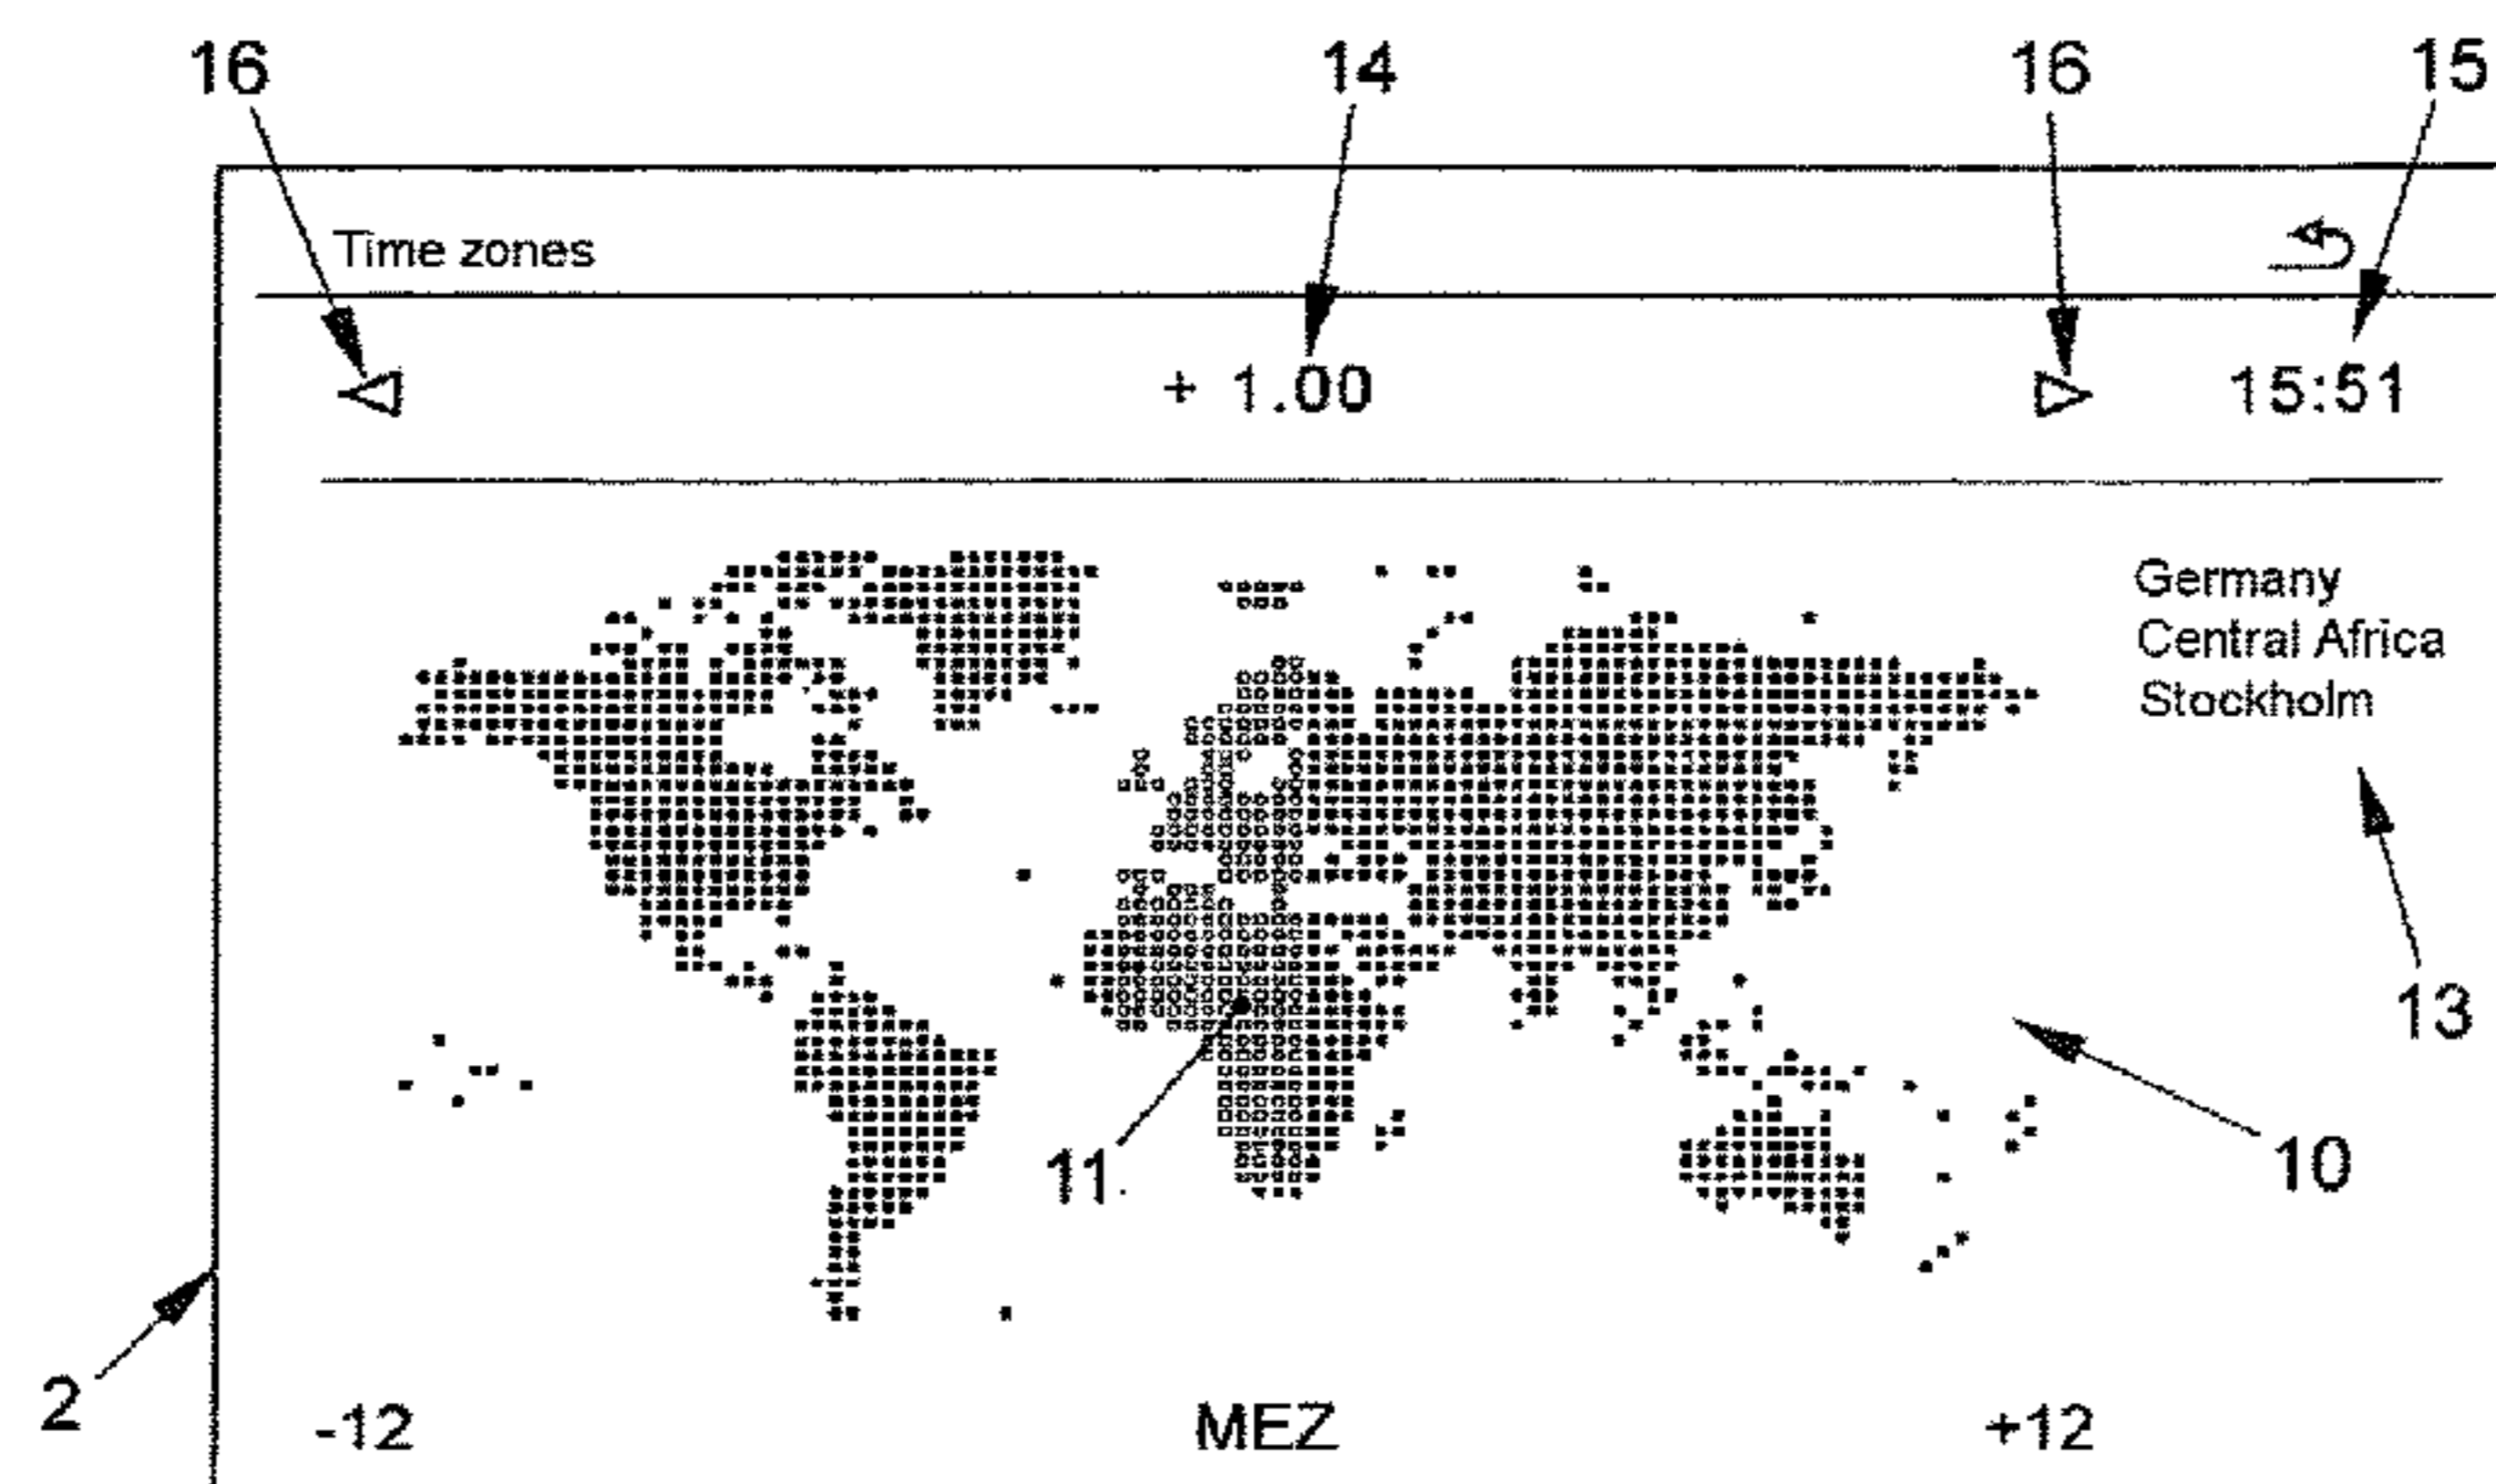 16 14 16 15
Time zones
+ 1.00 15:51
Germany
Central Africa
Stockholm
13
11.
10
2
-12 MEZ +12